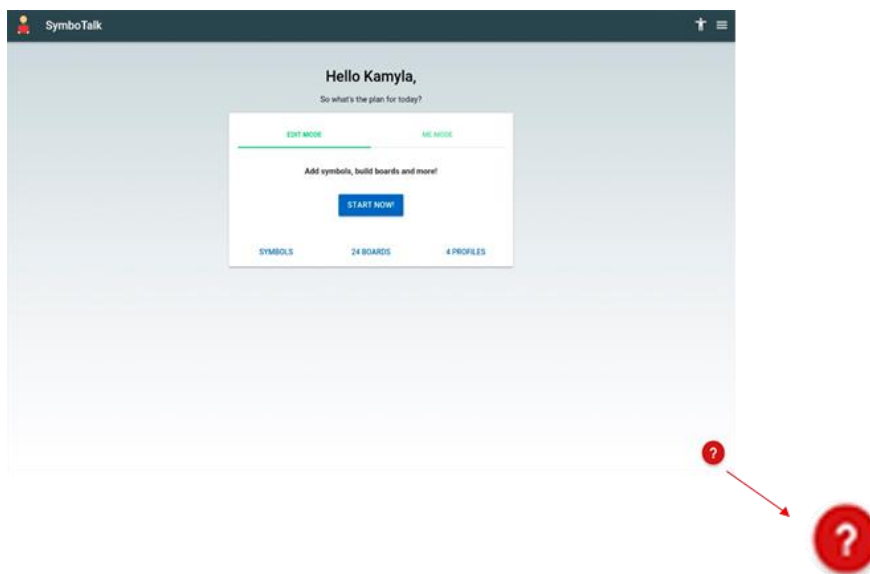 SymboTalk
Hello Kamyla,
So what's the plan for today?
EDIT MODE ME MODE
Add symbols, build boards and more!
START NOW!
SYMBOLS 24 BOARDS 4 PROFILES
?
?